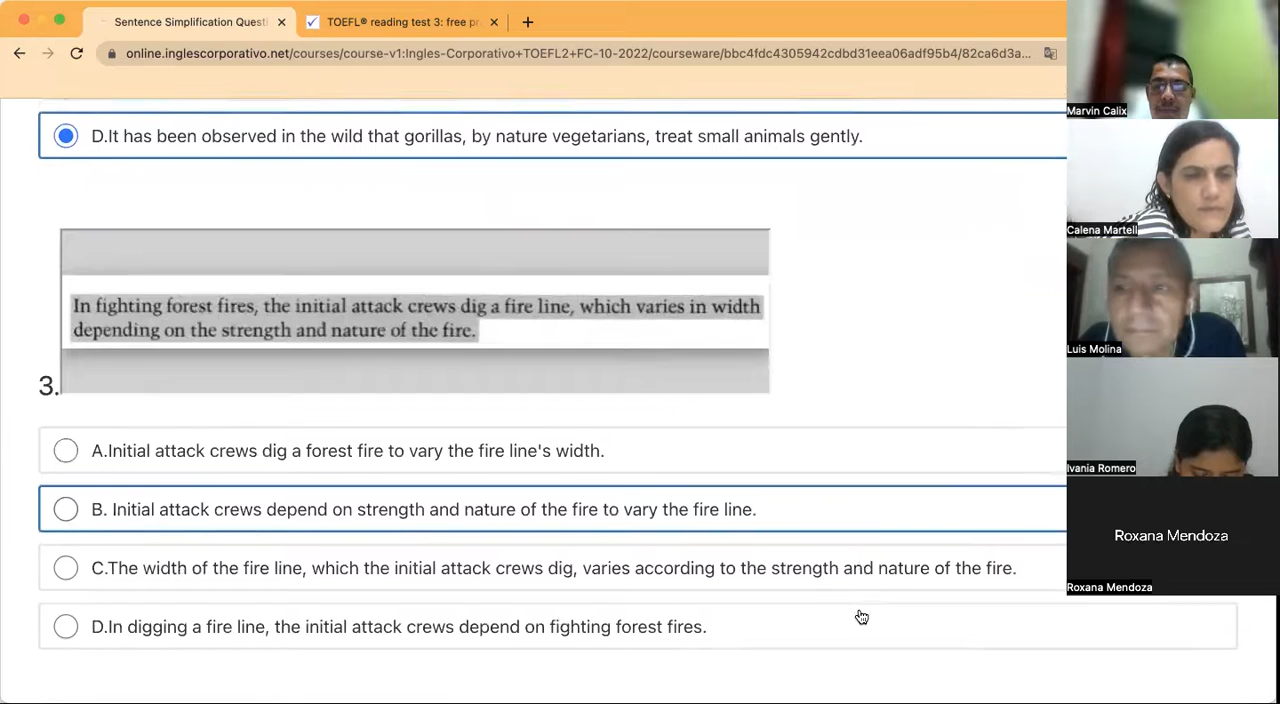 Sentence Simplification Questi
TOEFL® reading test 3: free pr
online.inglescorporativo.net/courses/course-v1:Ingles-Corporativo+TOEFL2+FC-10-2022/courseware/bbc4fdc4305942cdbd31eea06adf95b4/82ca6d3a...
D.It has been observed in the wild that gorillas, by nature vegetarians, treat small animals gently.
In fighting forest fires, the initial attack crews dig a fire line, which varies in width
depending on the strength and nature of the fire.
3.
A.Initial attack crews dig a forest fire to vary the fire line's width.
B. Initial attack crews depend on strength and nature of the fire to vary the fire line.
C.The width of the fire line, which the initial attack crews dig, varies according to the strength and nature of the fire.
D.In digging a fire line, the initial attack crews depend on fighting forest fires.
Marvin Calix
Calena Martell
Luis Molina
Ivania Romero
Roxana Mendoza
Roxana Mendoza